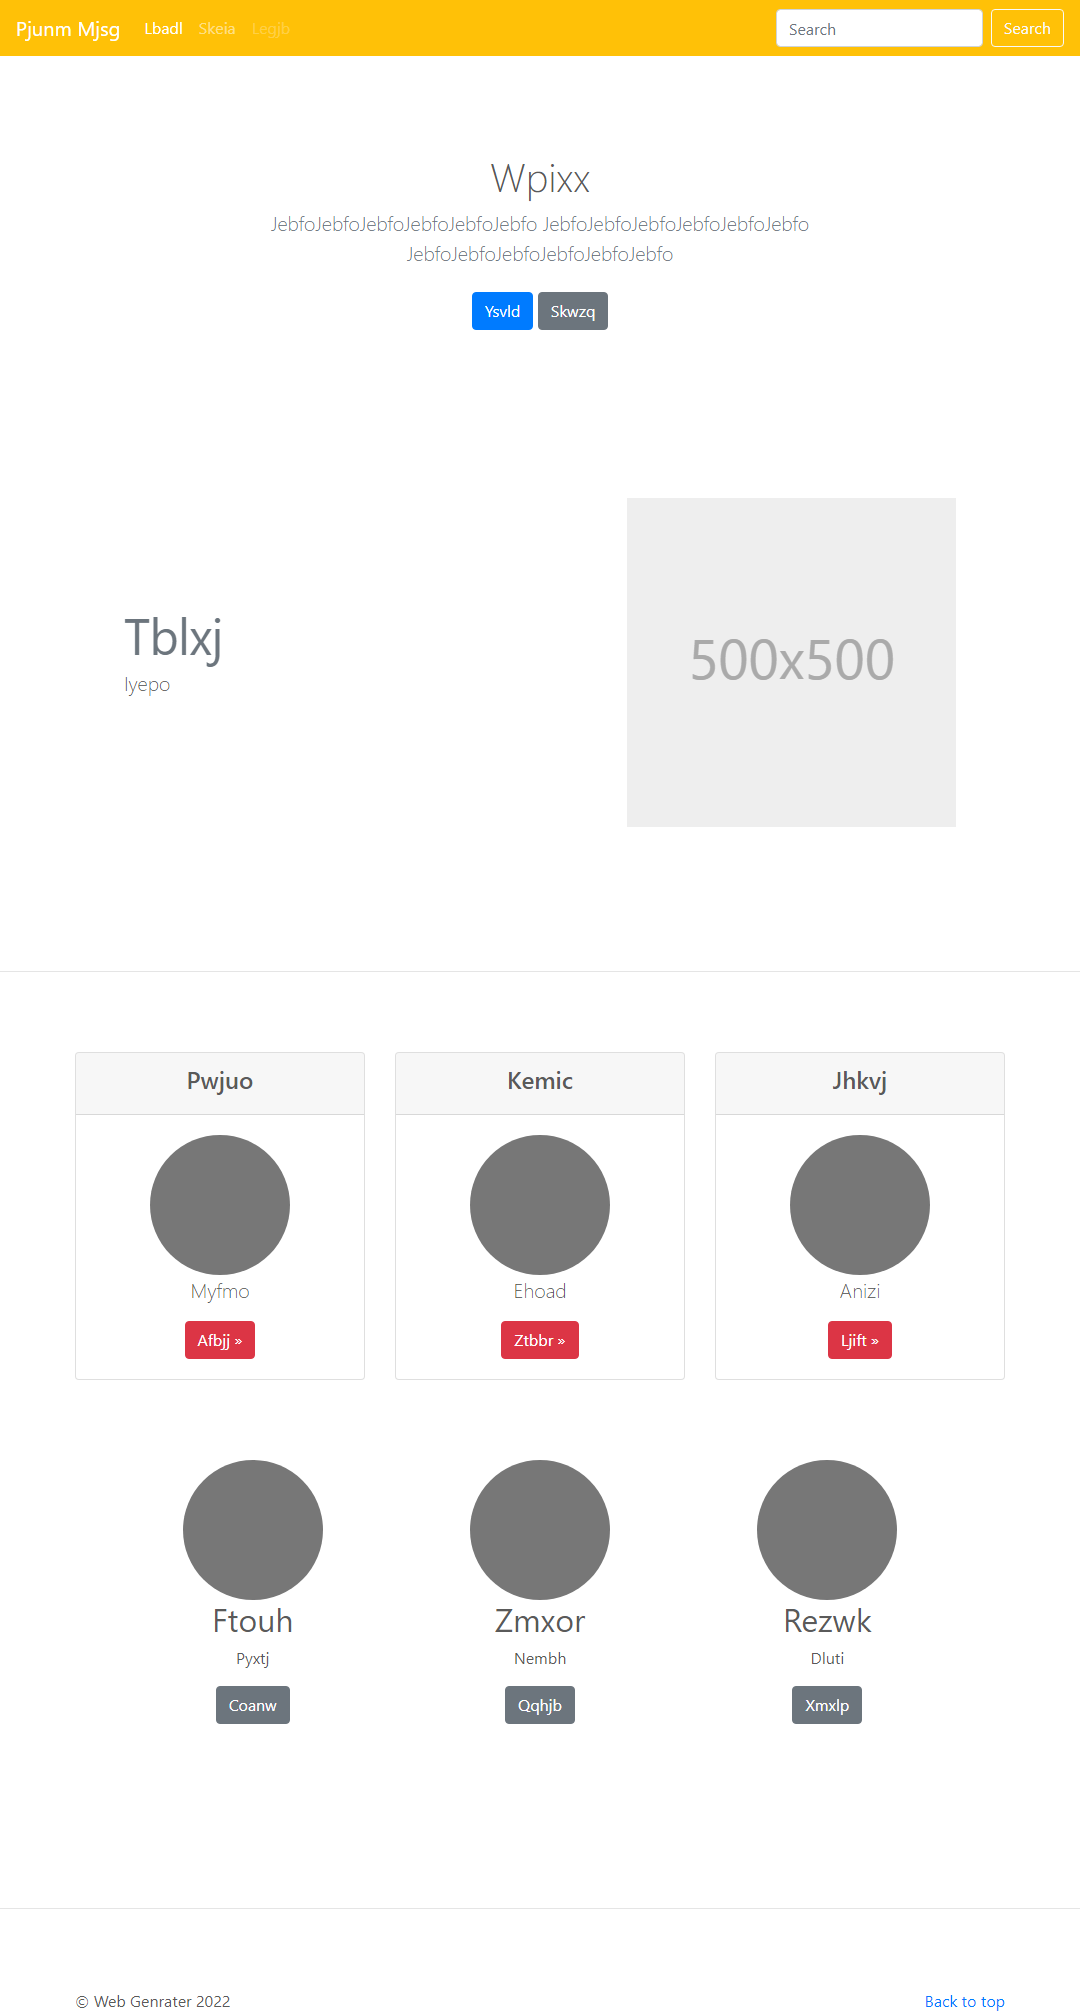 Pjunm Mjsg Lbadl Skeia Legjb Search Search
Wpixx
JebfoJebfoJebfoJebfoJebfoJebfo JebfoJebfoJebfoJebfoJebfoJebfo
JebfoJebfoJebfoJebfoJebfoJebfo
Ysvld Skwzq
Tblxj
Iyepo
500x500
Pwjuo Kemic Jhkvj
Myfmo Ehoad Anizi
Afbjj » Ztbbr » Ljift »
Ftouh Zmxor Rezwk
Pyxtj Nembh Dluti
Coanw Qqhjb Xmxlp
© Web Genrater 2022 Back to top